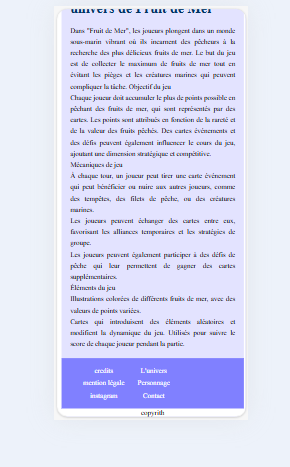 univers de Fruit de Mer
Dans "Fruit de Mer", les joueurs plongent dans un monde
sous-marin vibrant où ils incarnent des pêcheurs à la
recherche des plus délicieux fruits de mer. Le but du jeu
est de collecter le maximum de fruits de mer tout en
évitant les pièges et les créatures marines qui peuvent
compliquer la tâche. Objectif du jeu
Chaque joueur doit accumuler le plus de points possible en
pêchant des fruits de mer, qui sont représentés par des
cartes. Les points sont attribués en fonction de la rareté et
de la valeur des fruits pêchés. Des cartes événements et
des défis peuvent également influencer le cours du jeu,
ajoutant une dimension stratégique et compétitive.
Mécaniques de jeu
À chaque tour, un joueur peut tirer une carte événement
qui peut bénéficier ou nuire aux autres joueurs, comme
des tempêtes, des filets de pêche, ou des créatures
marines.
Les joueurs peuvent échanger des cartes entre eux,
favorisant les alliances temporaires et les stratégies de
groupe.
Les joueurs peuvent également participer à des défis de
pêche qui leur permettent de gagner des cartes
supplémentaires.
Éléments du jeu
Illustrations colorées de différents fruits de mer, avec des
valeurs de points variées.
Cartes qui introduisent des éléments aléatoires et
modifient la dynamique du jeu. Utilisés pour suivre le
score de chaque joueur pendant la partie.
credits L'univers
mention légale Personnage
instagram Contact
copyrith